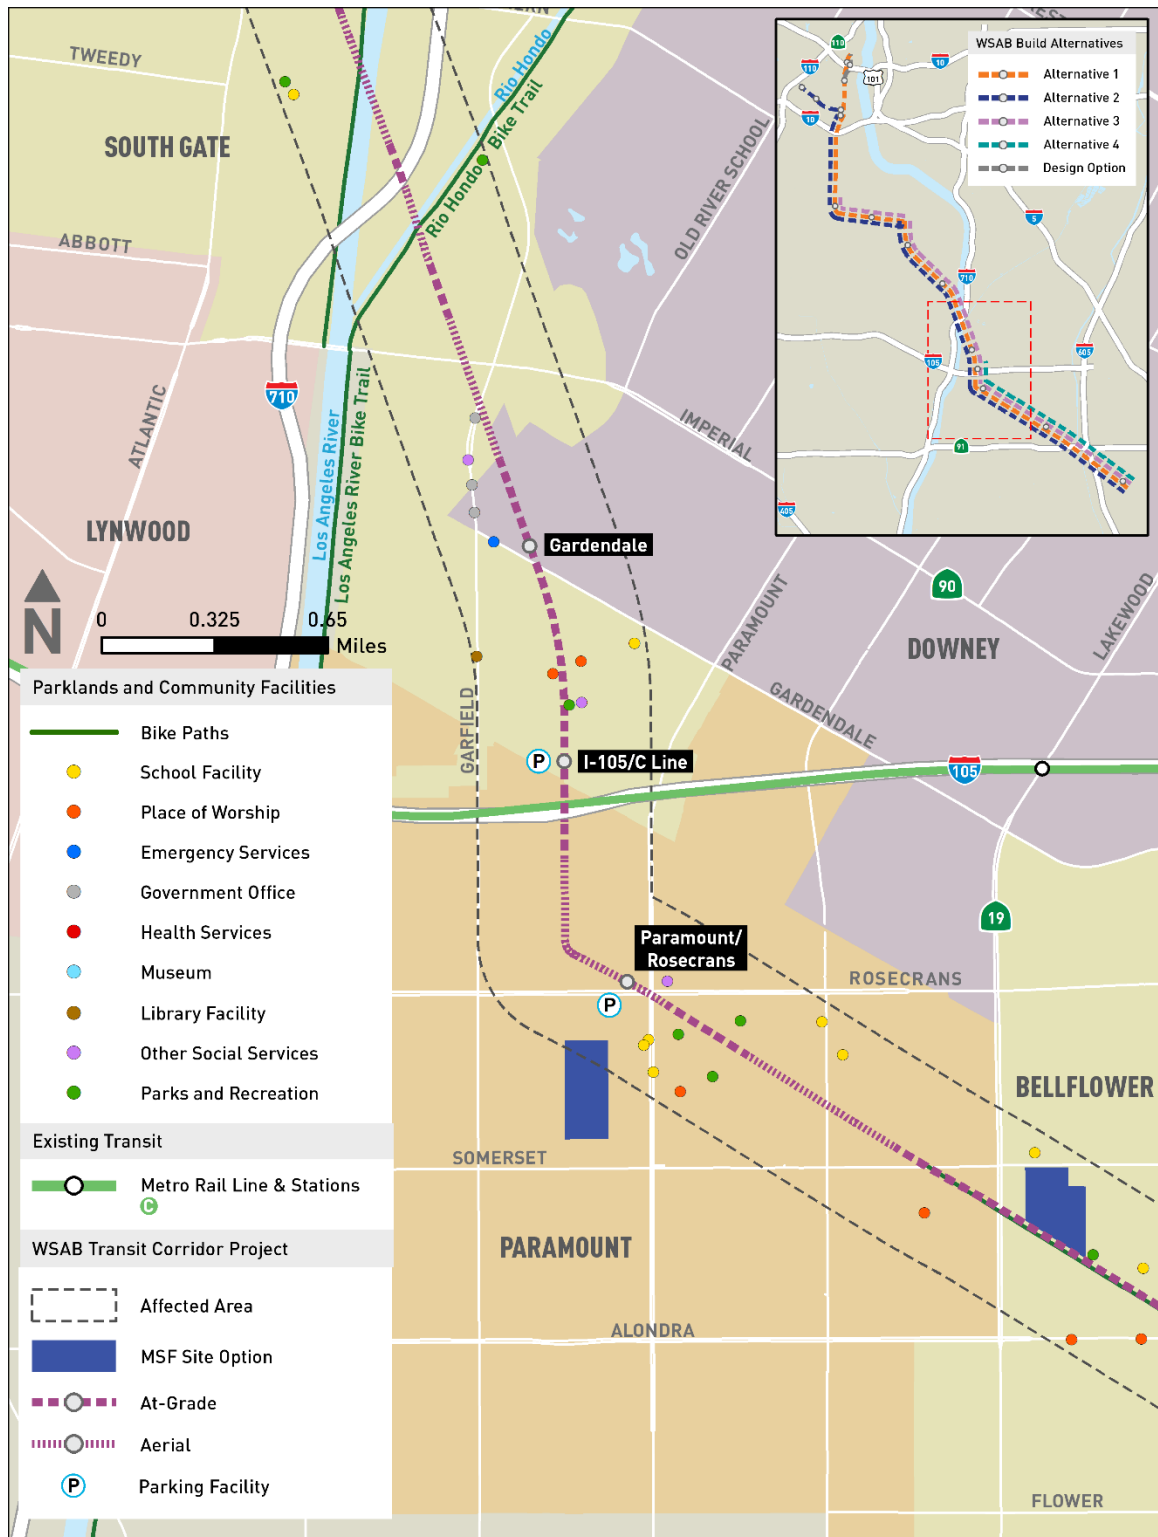 TWEEDY
SOUTH GATE
ABBOTT
ATLANTIC
LYNWOOD
710
Los Angeles River
Los Angeles River Bike Trail
Rio Hondo
Rio Hondo Bike Trail
OLD RIVER SCHOOL
IMPERIAL
WSAB Build Alternatives
Alternative 1
Alternative 2
Alternative 3
Alternative 4
Design Option
110
110
10
101
10
5
710
105
605
91
605
Gardendale
90
DOWNEY
PARAMOUNT
LAKEWOOD
GARDENDALE
GARFIELD
N
0 0.325 0.65
Miles
P
I-105/C Line
105
19
Paramount/
Rosecrans
P
ROSECRANS
BELLFLOWER
SOMERSET
PARAMOUNT
ALONDRA
FLOWER
Parklands and Community Facilities
Bike Paths
School Facility
Place of Worship
Emergency Services
Government Office
Health Services
Museum
Library Facility
Other Social Services
Parks and Recreation
Existing Transit
Metro Rail Line & Stations
C
WSAB Transit Corridor Project
Affected Area
MSF Site Option
At-Grade
Aerial
P Parking Facility